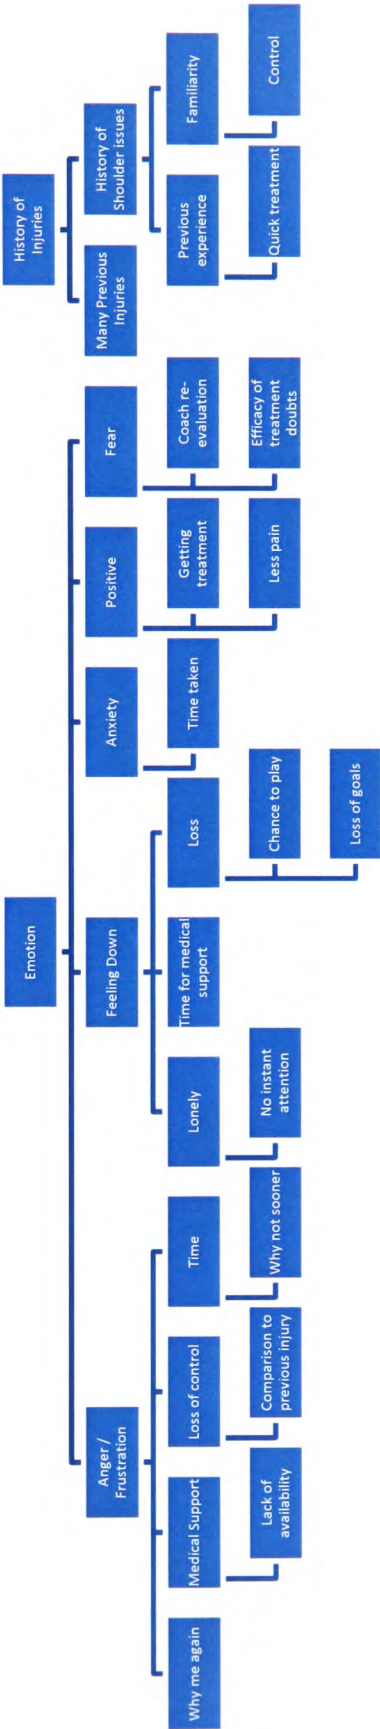 Emotion
Anger /
Frustration
Feeling Down
Anxiety
Positive
Fear
Why me again
Medical Support
Lack of
availability
Loss of control
Comparison to
previous injury
Time
Why not sooner
Lonely
No instant
attention
Time for medical
support
Loss
Chance to play
Loss of goals
Time taken
Getting
treatment
Less pain
Coach re-
evaluation
Efficacy of
treatment
doubts
History of
Injuries
Many Previous
Injuries
History of
Shoulder issues
Previous
experience
Quick treatment
Familiarity
Control